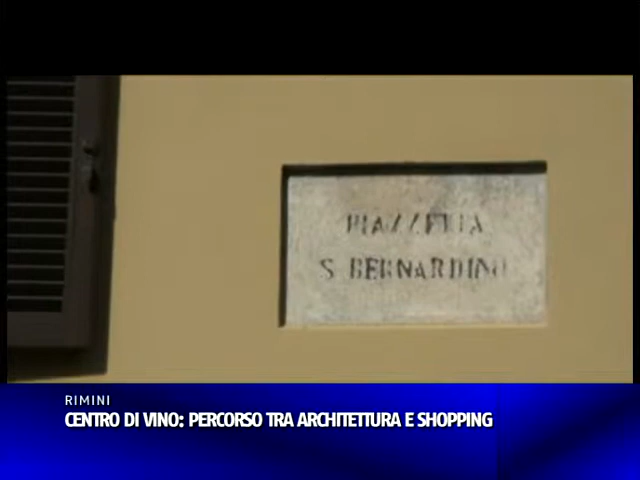 PIAZZETTA
S. BERNARDINO
RIMINI
CENTRO DI VINO: PERCORSO TRA ARCHITETTURA E SHOPPING